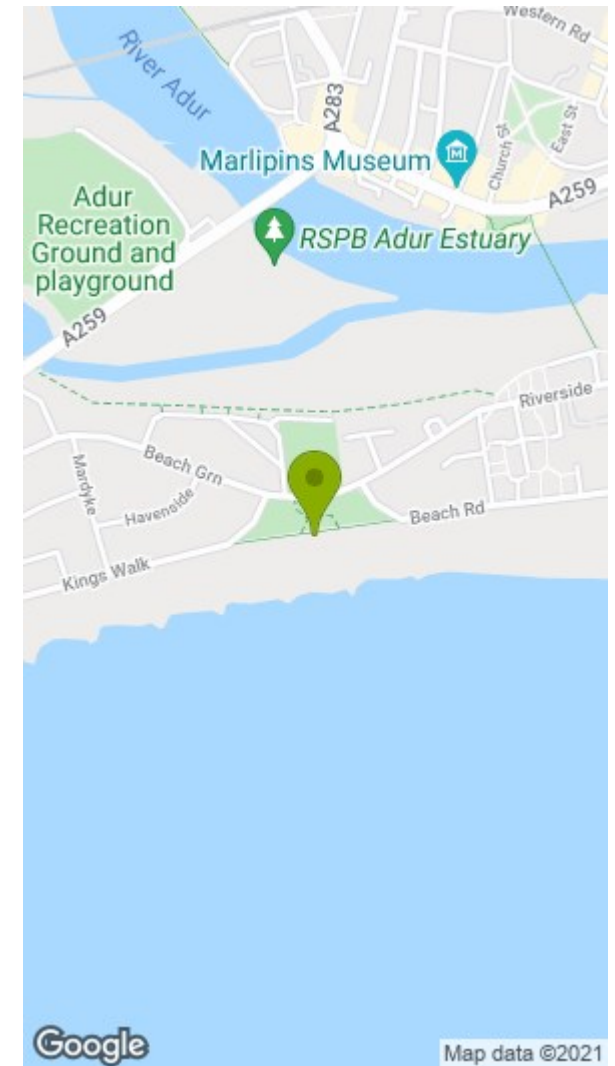 Western Rd
River Adur
A283
East St
Church St
Marlipins Museum
A259
Adur
Recreation
Ground and
playground
RSPB Adur Estuary
A259
Riverside
Beach Grn
Mardyke
Havenside
Beach Rd
Kings Walk
Google
Map data ©2021